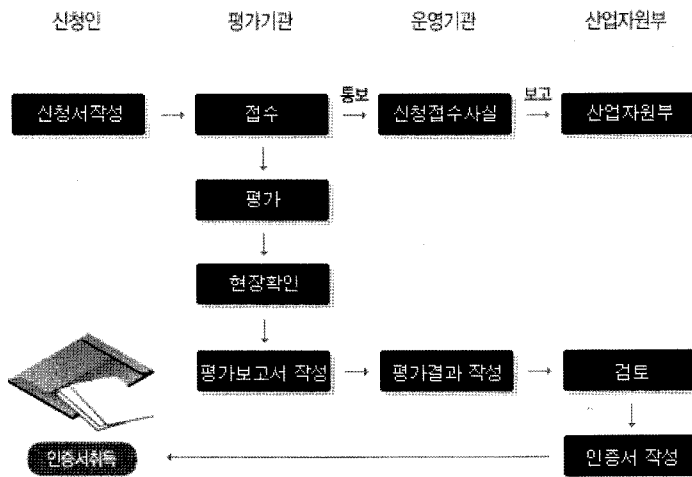 신청인 평가기관 운영기관 산업자원부
통보 보고
신청서작성 접수 신청접수사실 산업자원부
평가
현장확인
평가보고서 작성 평가결과 작성 검토
인증서취득 인증서 작성